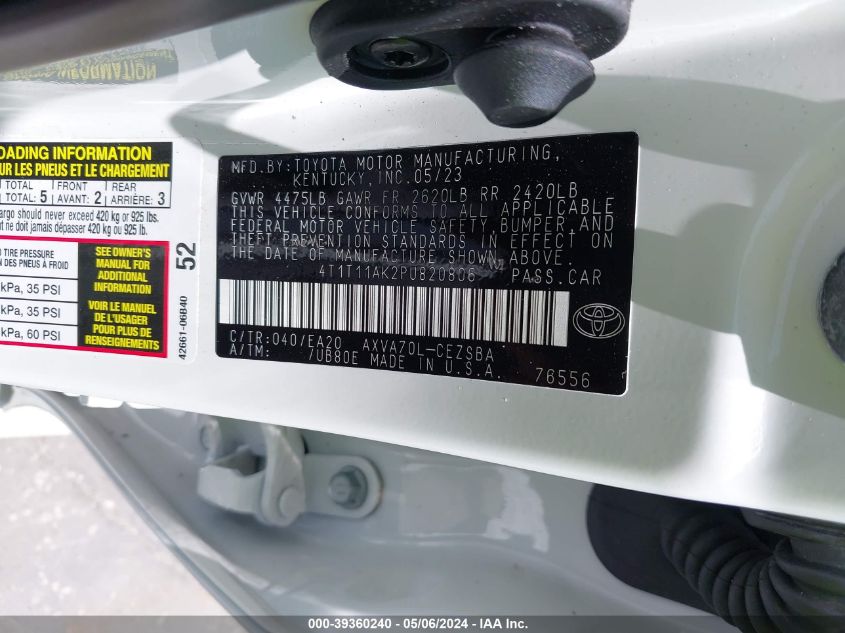 OADING INFORMATION
UR LES PNEUS ET LE CHARGEMENT
TOTAL FRONT REAR
TOTAL: 5 AVANT: 2 ARRIÈRE: 3
argo should never exceed 420 kg or 925 lbs.
nt ne doit jamais dépasser 420 kg ou 925 lb.
TIRE PRESSURE
DES PNEUS À FROID
kPa, 35 PSI
kPa, 35 PSI
kPa, 60 PSI
SEE OWNER'S
MANUAL FOR
ADDITIONAL
INFORMATION
VOIR LE MANUEL
DE L'USAGER
POUR PLUS DE
RENSEIGNEMENTS
52
42661-06B40
MFD.BY:TOYOTA MOTOR MANUFACTURING,
KENTUCKY,INC.05/23
GVWR 4475LB GAWR FR 2620LB RR 2420LB
THIS VEHICLE CONFORMS TO ALL APPLICABLE
FEDERAL MOTOR VEHICLE SAFETY, BUMPER, AND
THEFT PREVENTION STANDARDS IN EFFECT ON
THE DATE OF MANUFACTURE SHOWN ABOVE.
4T1T11AK2PU820806 PASS.CAR
C/TR:040/EA20 AXVA70L-CEZSBA
A/TM: 7UB80E MADE IN U.S.A.
76556
000-39360240 - 05/06/2024 - IAA Inc.